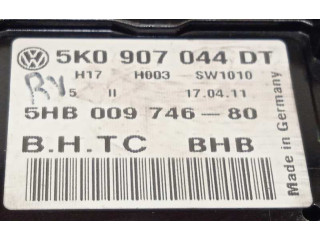 5K0 907 044 DT
H17 H003 SW1010
5 II 17.04.11
5HB 009 746-80
B.H.TC BHB
Made in Germany